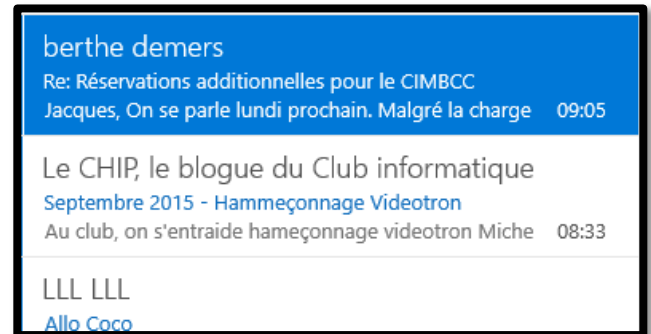 berthe demers
Re: Réservations additionnelles pour le CIMBCC
Jacques, On se parle lundi prochain. Malgré la charge 09:05
Le CHIP, le blogue du Club informatique
Septembre 2015 - Hammeçonnage Videotron
Au club, on s'entraide hameçonnage videotron Miche 08:33
LLL LLL
Allo Coco